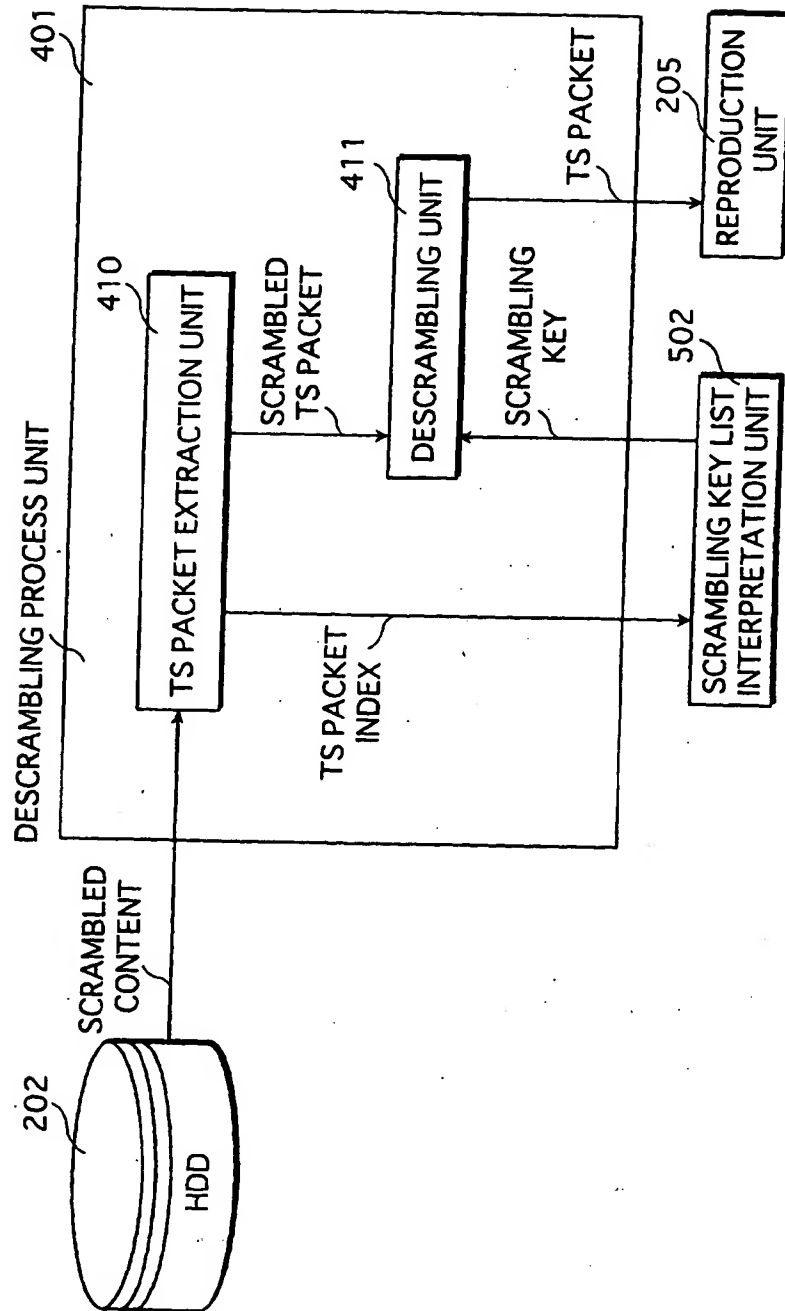 202
HDD
SCRAMBLED
CONTENT
DESCRAMBLING PROCESS UNIT
401
410
TS PACKET EXTRACTION UNIT
TS PACKET
INDEX
SCRAMBLED
TS PACKET
411
DESCRAMBLING UNIT
SCRAMBLING
KEY
TS PACKET
502
SCRAMBLING KEY LIST
INTERPRETATION UNIT
205
REPRODUCTION
UNIT